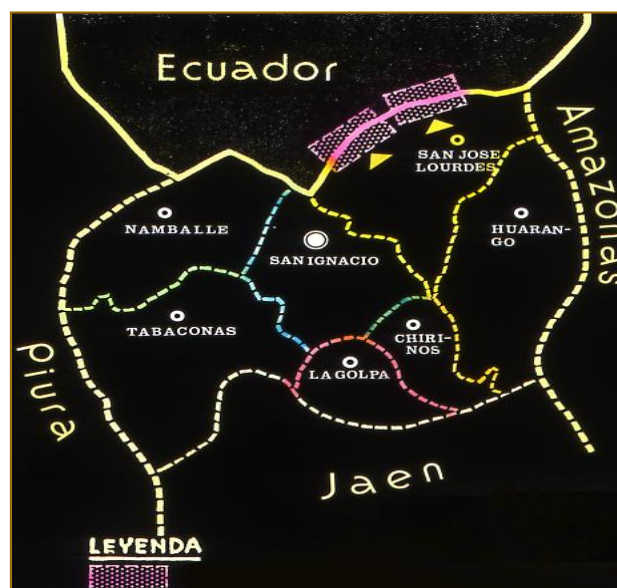 Ecuador
Amazonas
SAN JOSE
LOURDES
NAMBALLE
HUARAN-
GO
SAN IGNACIO
TABACONAS
CHIRI-
NOS
LA GOLPA
Piura
Jaen
LEYENDA